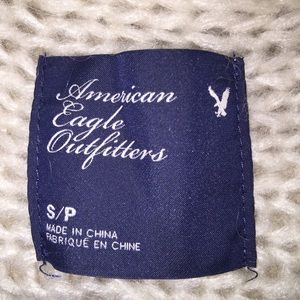 American
Eagle
Outfitters
S/P
MADE IN CHINA
FABRIQUÉ EN CHINE